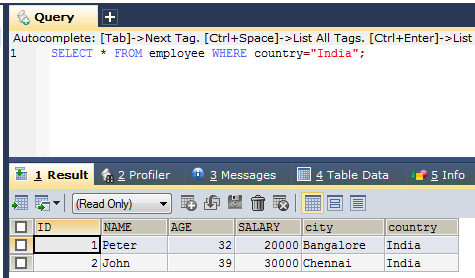 Query
Autocomplete: [Tab]->Next Tag. [Ctrl+Space]->List All Tags. [Ctrl+Enter]->List
1 SELECT * FROM employee WHERE country="India";
1 Result 2 Profiler 3 Messages 4 Table Data 5 Info
(Read Only)
ID NAME AGE SALARY city country
1 Peter 32 20000 Bangalore India
2 John 39 30000 Chennai India